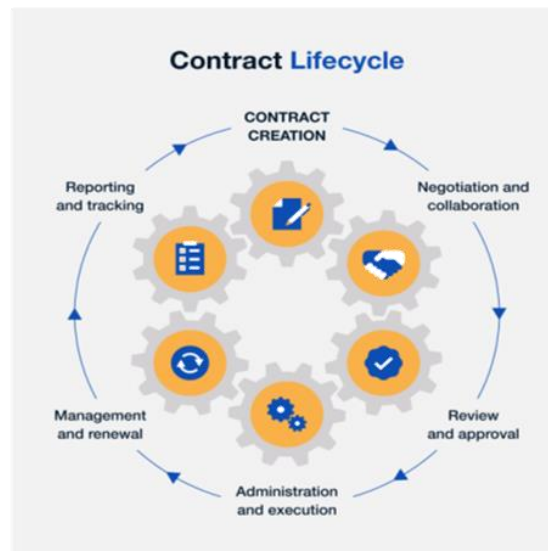 Contract Lifecycle
CONTRACT
CREATION
Negotiation and
collaboration
Review
and approval
Administration
and execution
Management
and renewal
Reporting
and tracking